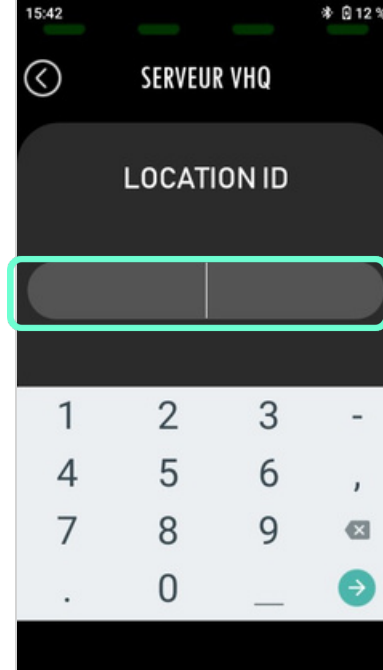 15:42 12 %
SERVEUR VHQ
LOCATION ID
1 2 3 -
4 5 6 ,
7 8 9
. 0 _